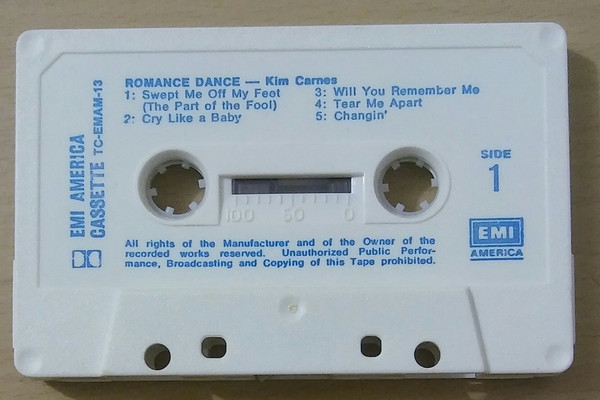 ROMANCE DANCE — Kim Carnes
1: Swept Me Off My Feet
(The Part of the Fool)
2: Cry Like a Baby
3: Will You Remember Me
4: Tear Me Apart
5: Changin'
EMI AMERICA
CASSETTE TC-EMAM-13
SIDE
1
100 50 0
All rights of the Manufacturer and of the Owner of the
recorded works reserved. Unauthorized Public Perfor-
mance, Broadcasting and Copying of this Tape prohibited.
EMI
AMERICA